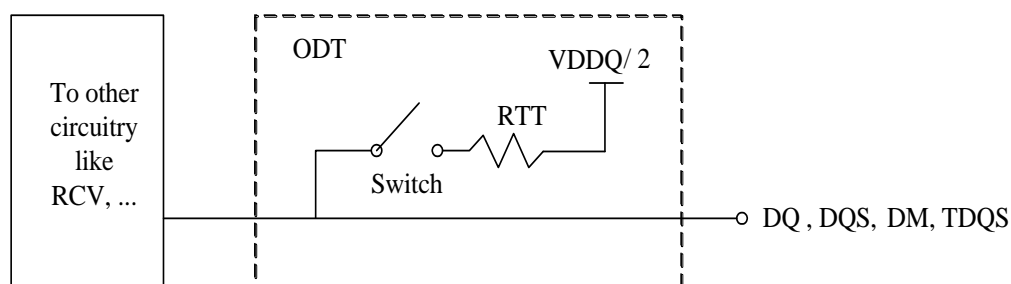 To other
circuitry
like
RCV, ...
ODT
VDDQ/ 2
RTT
Switch
DQ , DQS, DM, TDQS